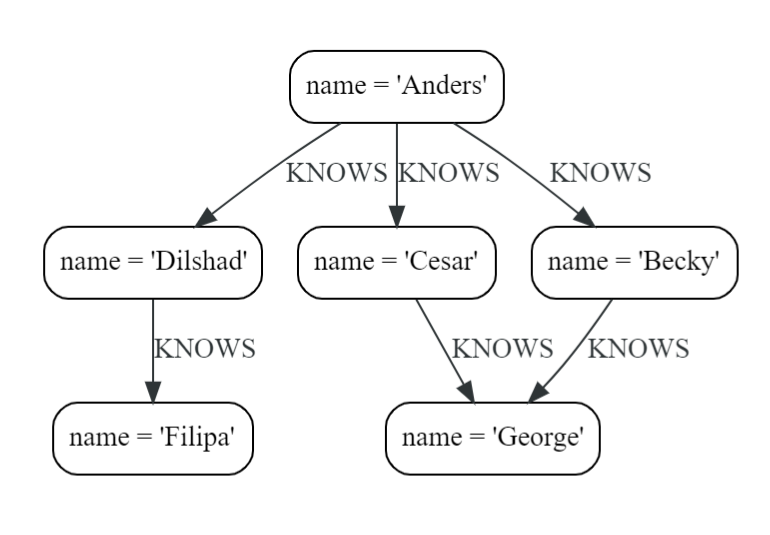 name = 'Anders'
KNOWS
KNOWS
KNOWS
name = 'Dilshad'
name = 'Cesar'
name = 'Becky'
KNOWS
KNOWS
KNOWS
name = 'Filipa'
name = 'George'